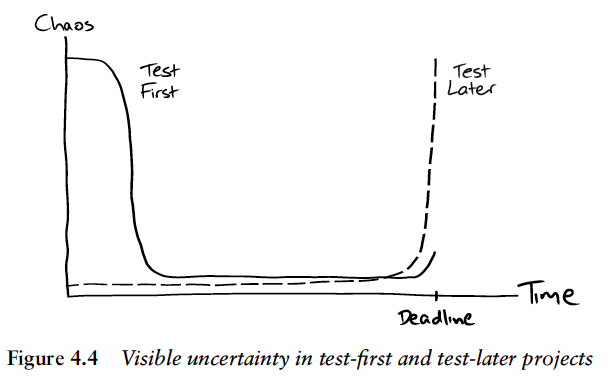 Chaos
Test
First
Test
Later
Time
Deadline
Figure 4.4 Visible uncertainty in test-first and test-later projects